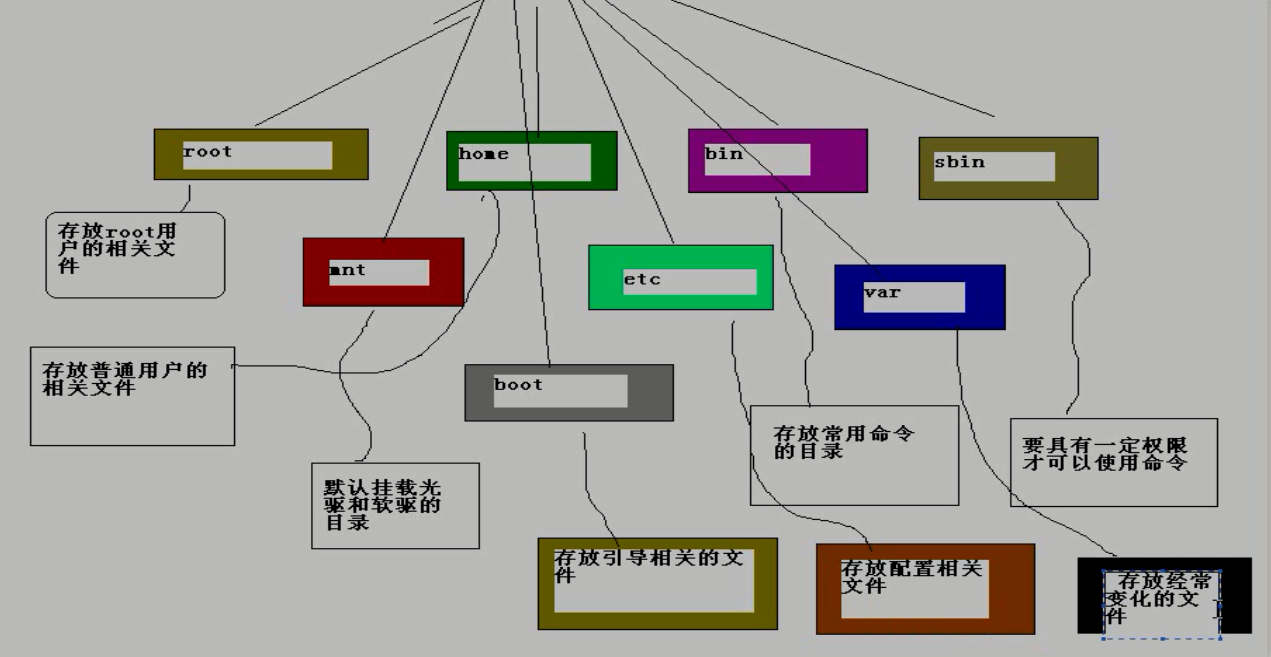 root
home
bin
sbin
存放root用
户的相关文
件
mnt
etc
var
存放普通用户的
相关文件
boot
存放常用命令
的目录
要具有一定权限
才可以使用命令
默认挂载光
驱和软驱的
目录
存放引导相关的文
件
存放配置相关
文件
存放经常
变化的文
件